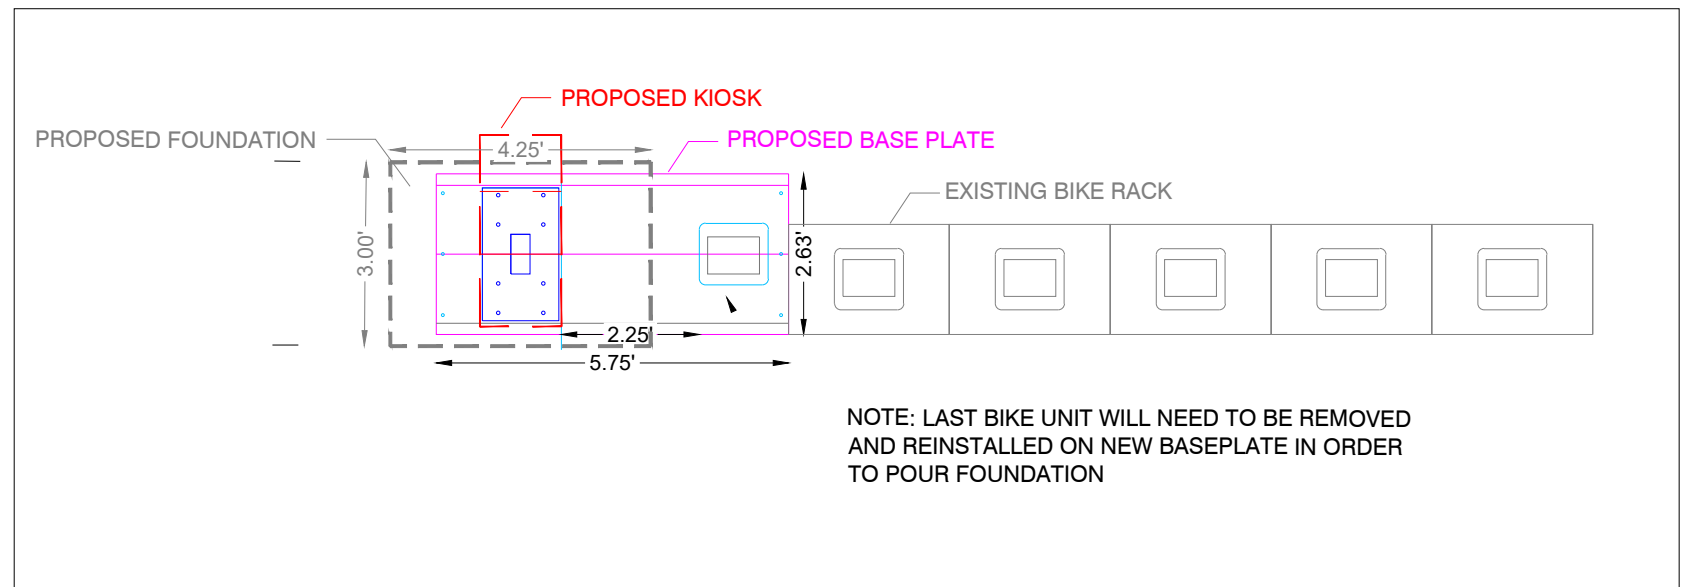 PROPOSED KIOSK
PROPOSED FOUNDATION
4.25'
PROPOSED BASE PLATE
EXISTING BIKE RACK
3.00'
2.63'
2.25'
5.75'
NOTE: LAST BIKE UNIT WILL NEED TO BE REMOVED
AND REINSTALLED ON NEW BASEPLATE IN ORDER
TO POUR FOUNDATION